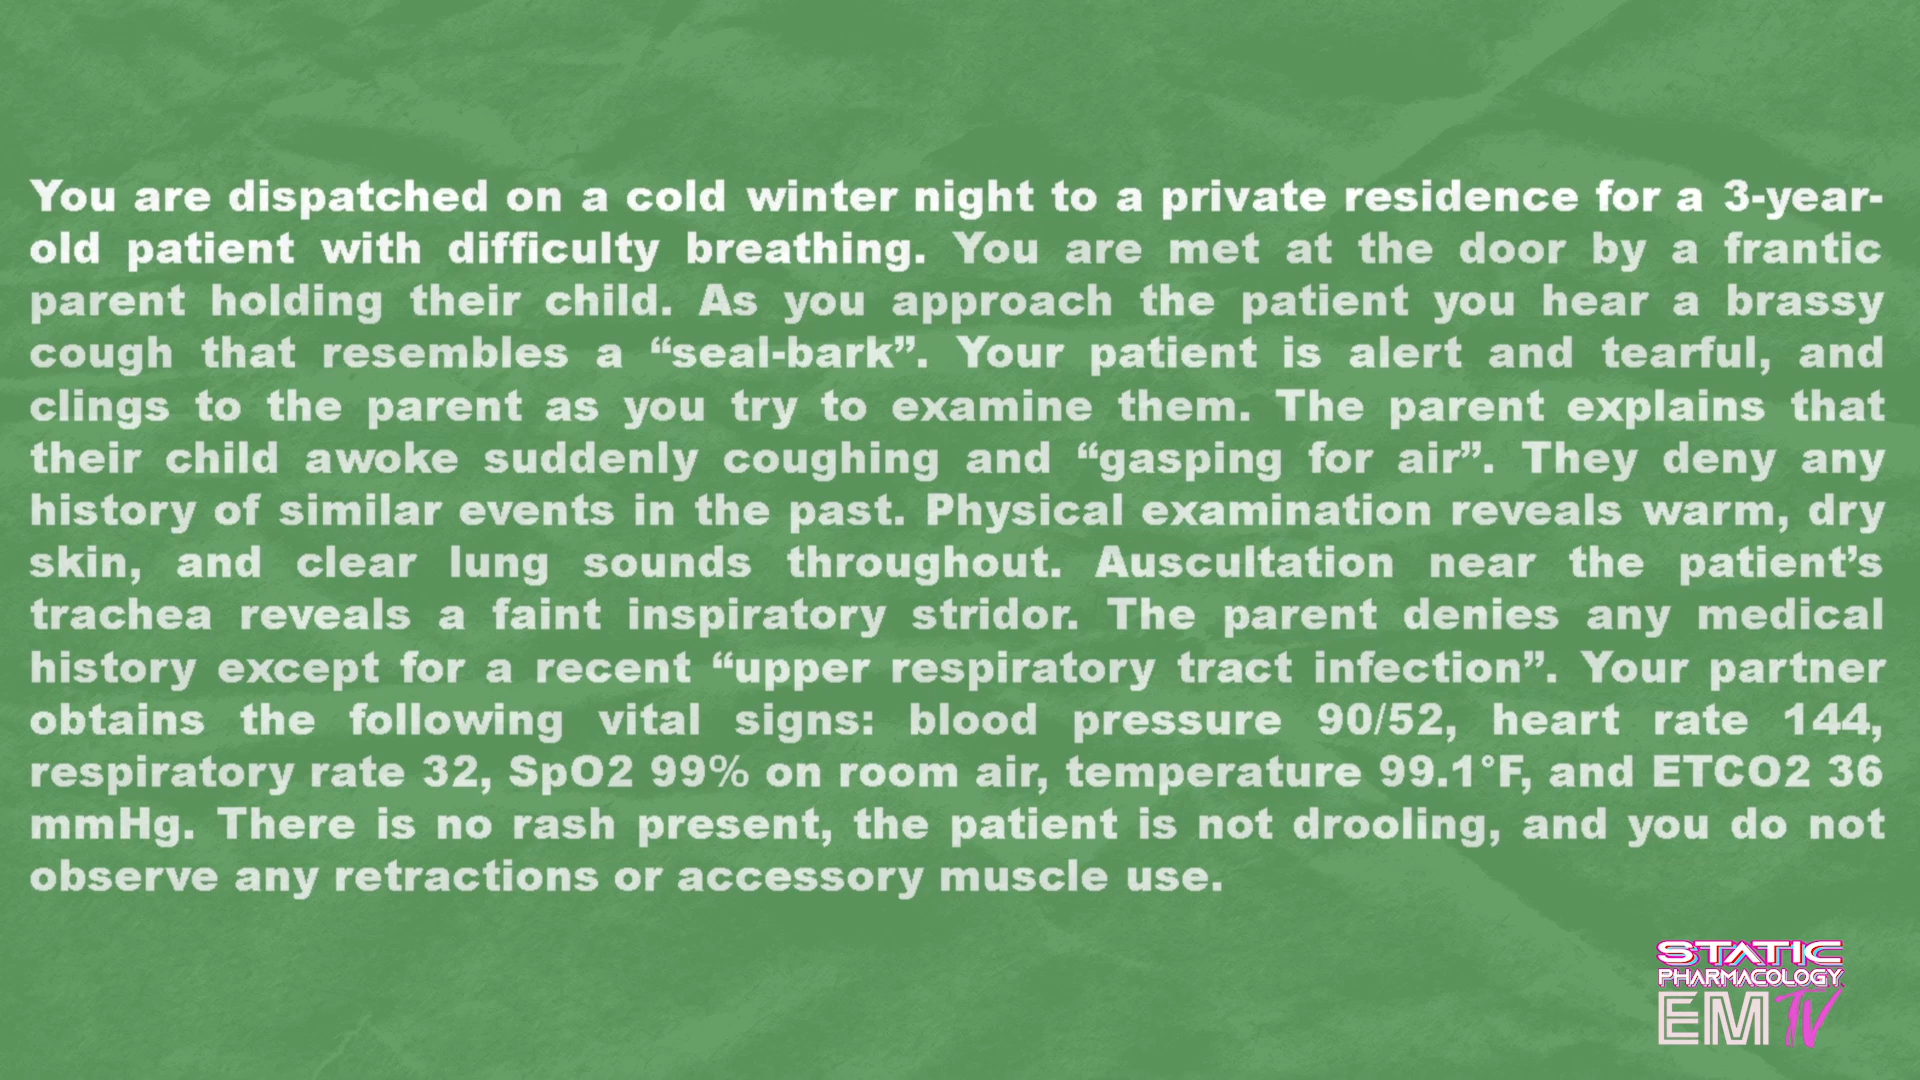 You are dispatched on a cold winter night to a private residence for a 3-year-
old patient with difficulty breathing. You are met at the door by a frantic
parent holding their child. As you approach the patient you hear a brassy
cough that resembles a “seal-bark”. Your patient is alert and tearful, and
clings to the parent as you try to examine them. The parent explains that
their child awoke suddenly coughing and “gasping for air”. They deny any
history of similar events in the past. Physical examination reveals warm, dry
skin, and clear lung sounds throughout. Auscultation near the patient’s
trachea reveals a faint inspiratory stridor. The parent denies any medical
history except for a recent “upper respiratory tract infection”. Your partner
obtains the following vital signs: blood pressure 90/52, heart rate 144,
respiratory rate 32, SpO2 99% on room air, temperature 99.1°F, and ETCO2 36
mmHg. There is no rash present, the patient is not drooling, and you do not
observe any retractions or accessory muscle use.
STATIC
PHARMACOLOGY
EM TV